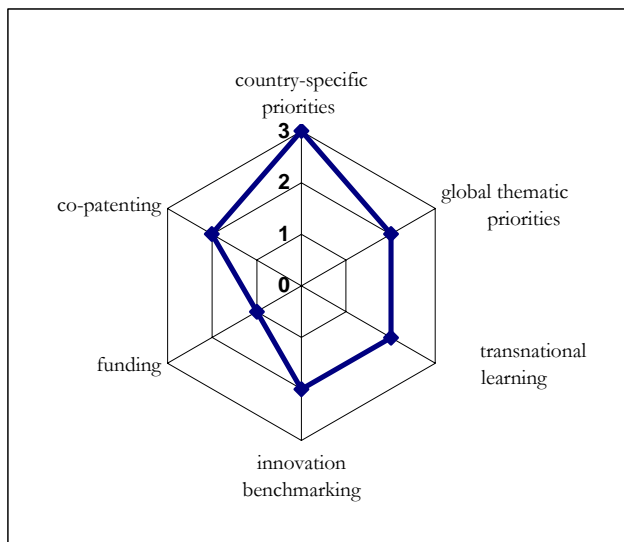 country-specific
priorities
3
2
1
0
co-patenting
global thematic
priorities
funding
transnational
learning
innovation
benchmarking